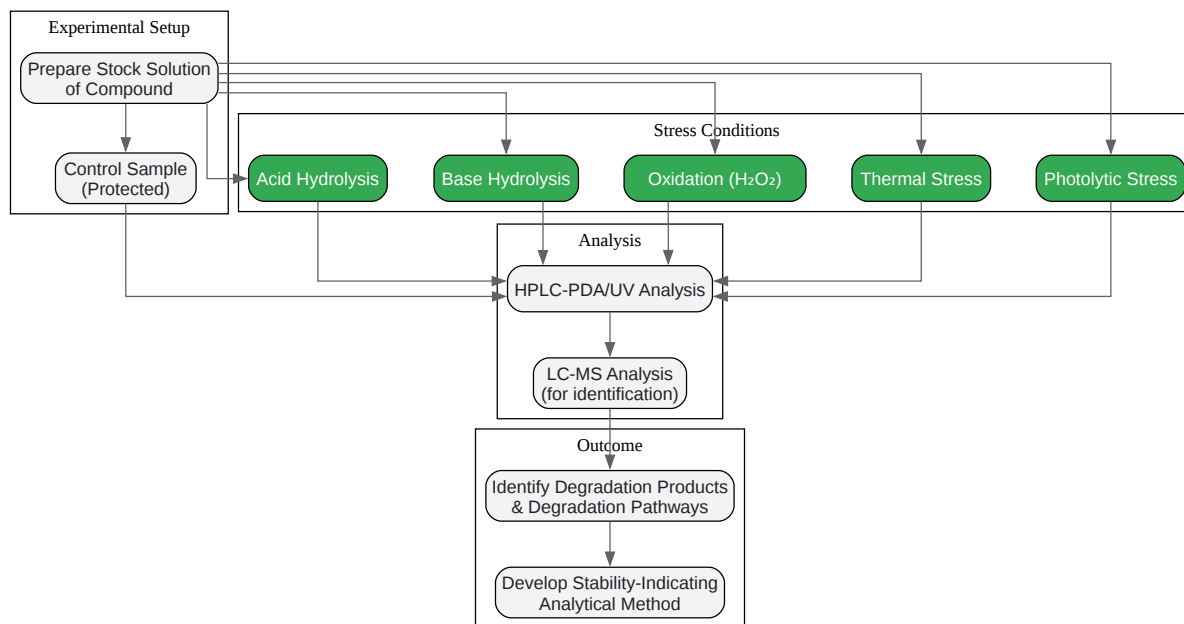 Experimental Setup
Prepare Stock Solution
of Compound
Control Sample
(Protected)
Stress Conditions
Acid Hydrolysis
Base Hydrolysis
Oxidation (H₂O₂)
Thermal Stress
Photolytic Stress
Analysis
HPLC-PDA/UV Analysis
LC-MS Analysis
(for identification)
Outcome
Identify Degradation Products
& Degradation Pathways
Develop Stability-Indicating
Analytical Method